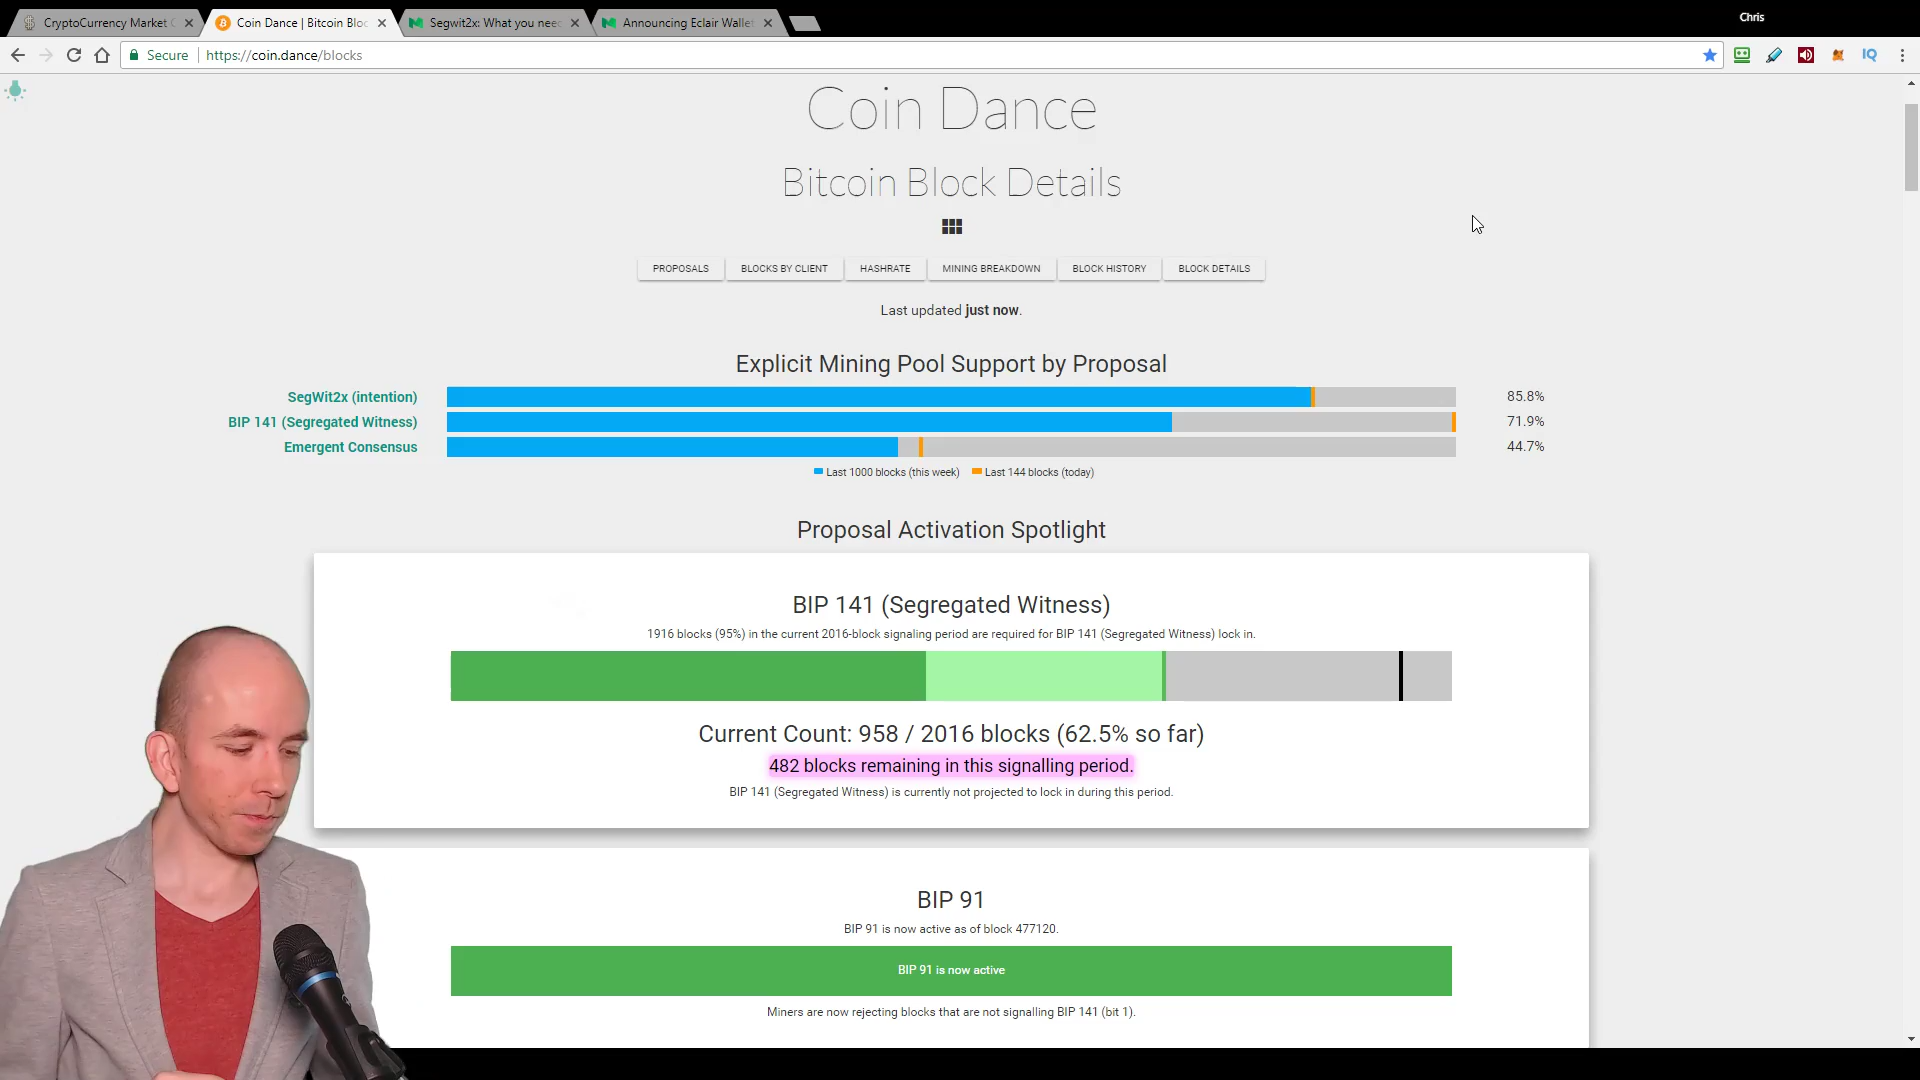 Chris
CryptoCurrency Market C
Coin Dance | Bitcoin Bloc
Segwit2x: What you nee
Announcing Eclair Wallet
Secure https://coin.dance/blocks
IQ
Coin Dance
Bitcoin Block Details
PROPOSALS BLOCKS BY CLIENT HASHRATE MINING BREAKDOWN BLOCK HISTORY BLOCK DETAILS
Last updated just now.
Explicit Mining Pool Support by Proposal
SegWit2x (intention) 85.8%
BIP 141 (Segregated Witness) 71.9%
Emergent Consensus 44.7%
Last 1000 blocks (this week) Last 144 blocks (today)
Proposal Activation Spotlight
BIP 141 (Segregated Witness)
1916 blocks (95%) in the current 2016-block signaling period are required for BIP 141 (Segregated Witness) lock in.
Current Count: 958 / 2016 blocks (62.5% so far)
482 blocks remaining in this signalling period.
BIP 141 (Segregated Witness) is currently not projected to lock in during this period.
BIP 91
BIP 91 is now active as of block 477120.
BIP 91 is now active
Miners are now rejecting blocks that are not signalling BIP 141 (bit 1).